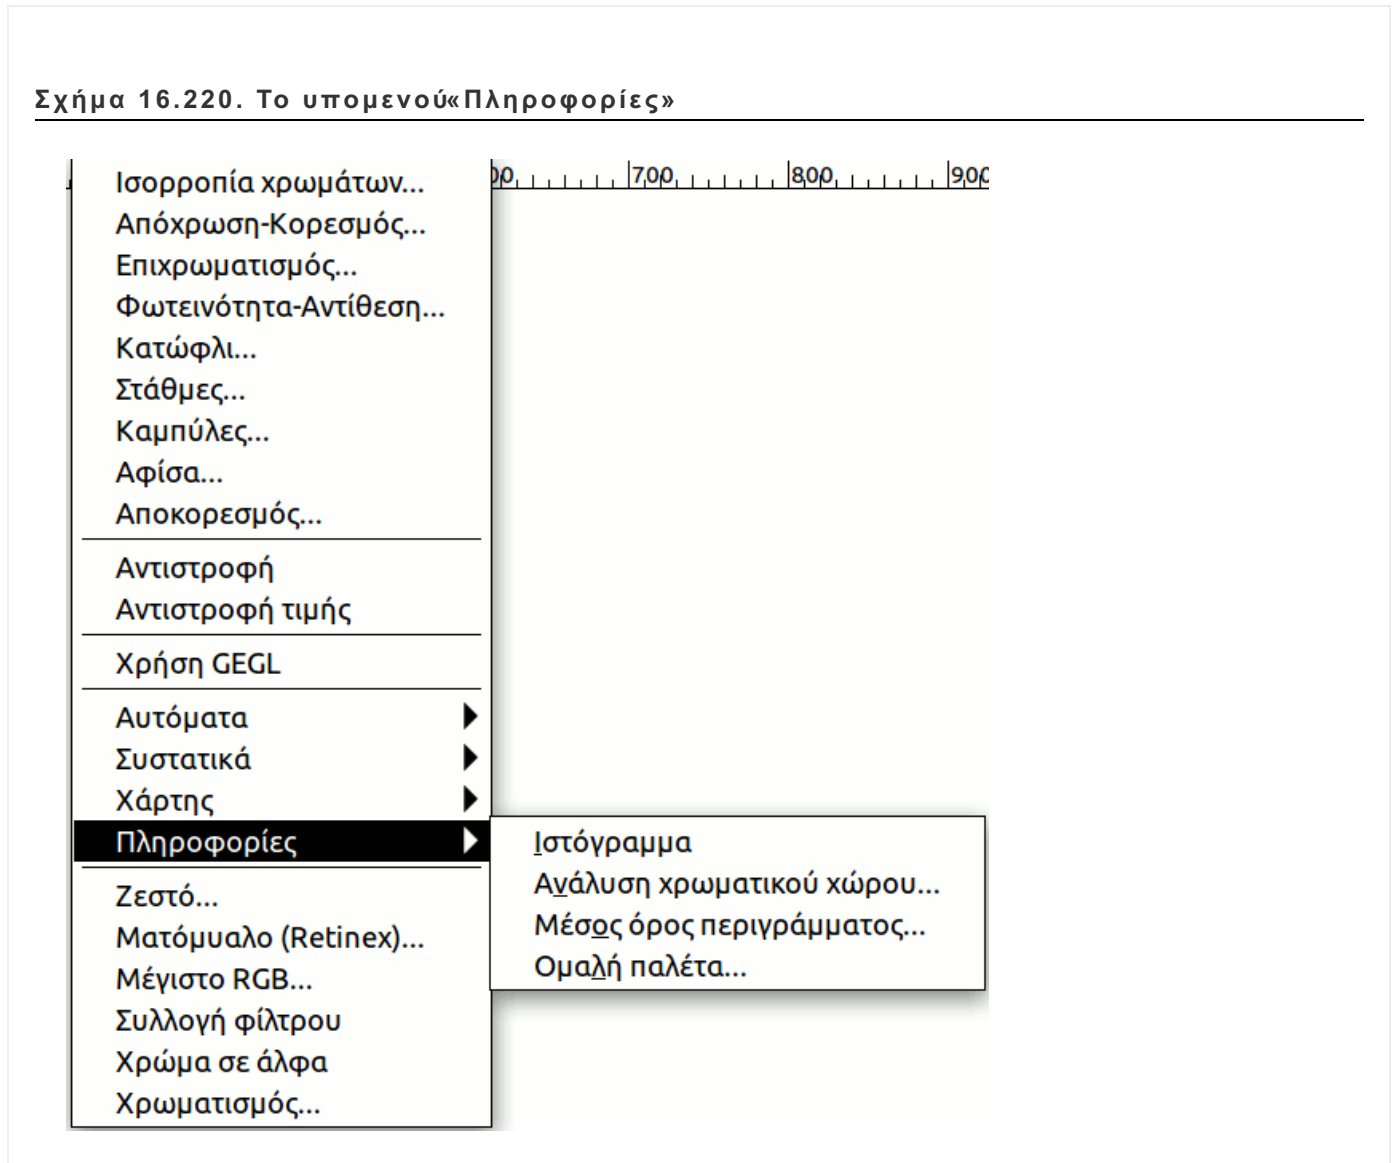 Σχήμα 16.220. Το υπομενού«Πληροφορίες»
00 700 800 900
Ισορροπία χρωμάτων...
Απόχρωση-Κορεσμός...
Επιχρωματισμός...
Φωτεινότητα-Αντίθεση...
Κατώφλι...
Στάθμες...
Καμπύλες...
Αφίσα...
Αποκορεσμός...
Αντιστροφή
Αντιστροφή τιμής
Χρήση GEGL
Αυτόματα
Συστατικά
Χάρτης
Πληροφορίες
Ιστόγραμμα
Ανάλυση χρωματικού χώρου...
Μέσος όρος περιγράμματος...
Ομαλή παλέτα...
Ζεστό...
Ματόμυαλο (Retinex)...
Μέγιστο RGB...
Συλλογή φίλτρου
Χρώμα σε άλφα
Χρωματισμός...